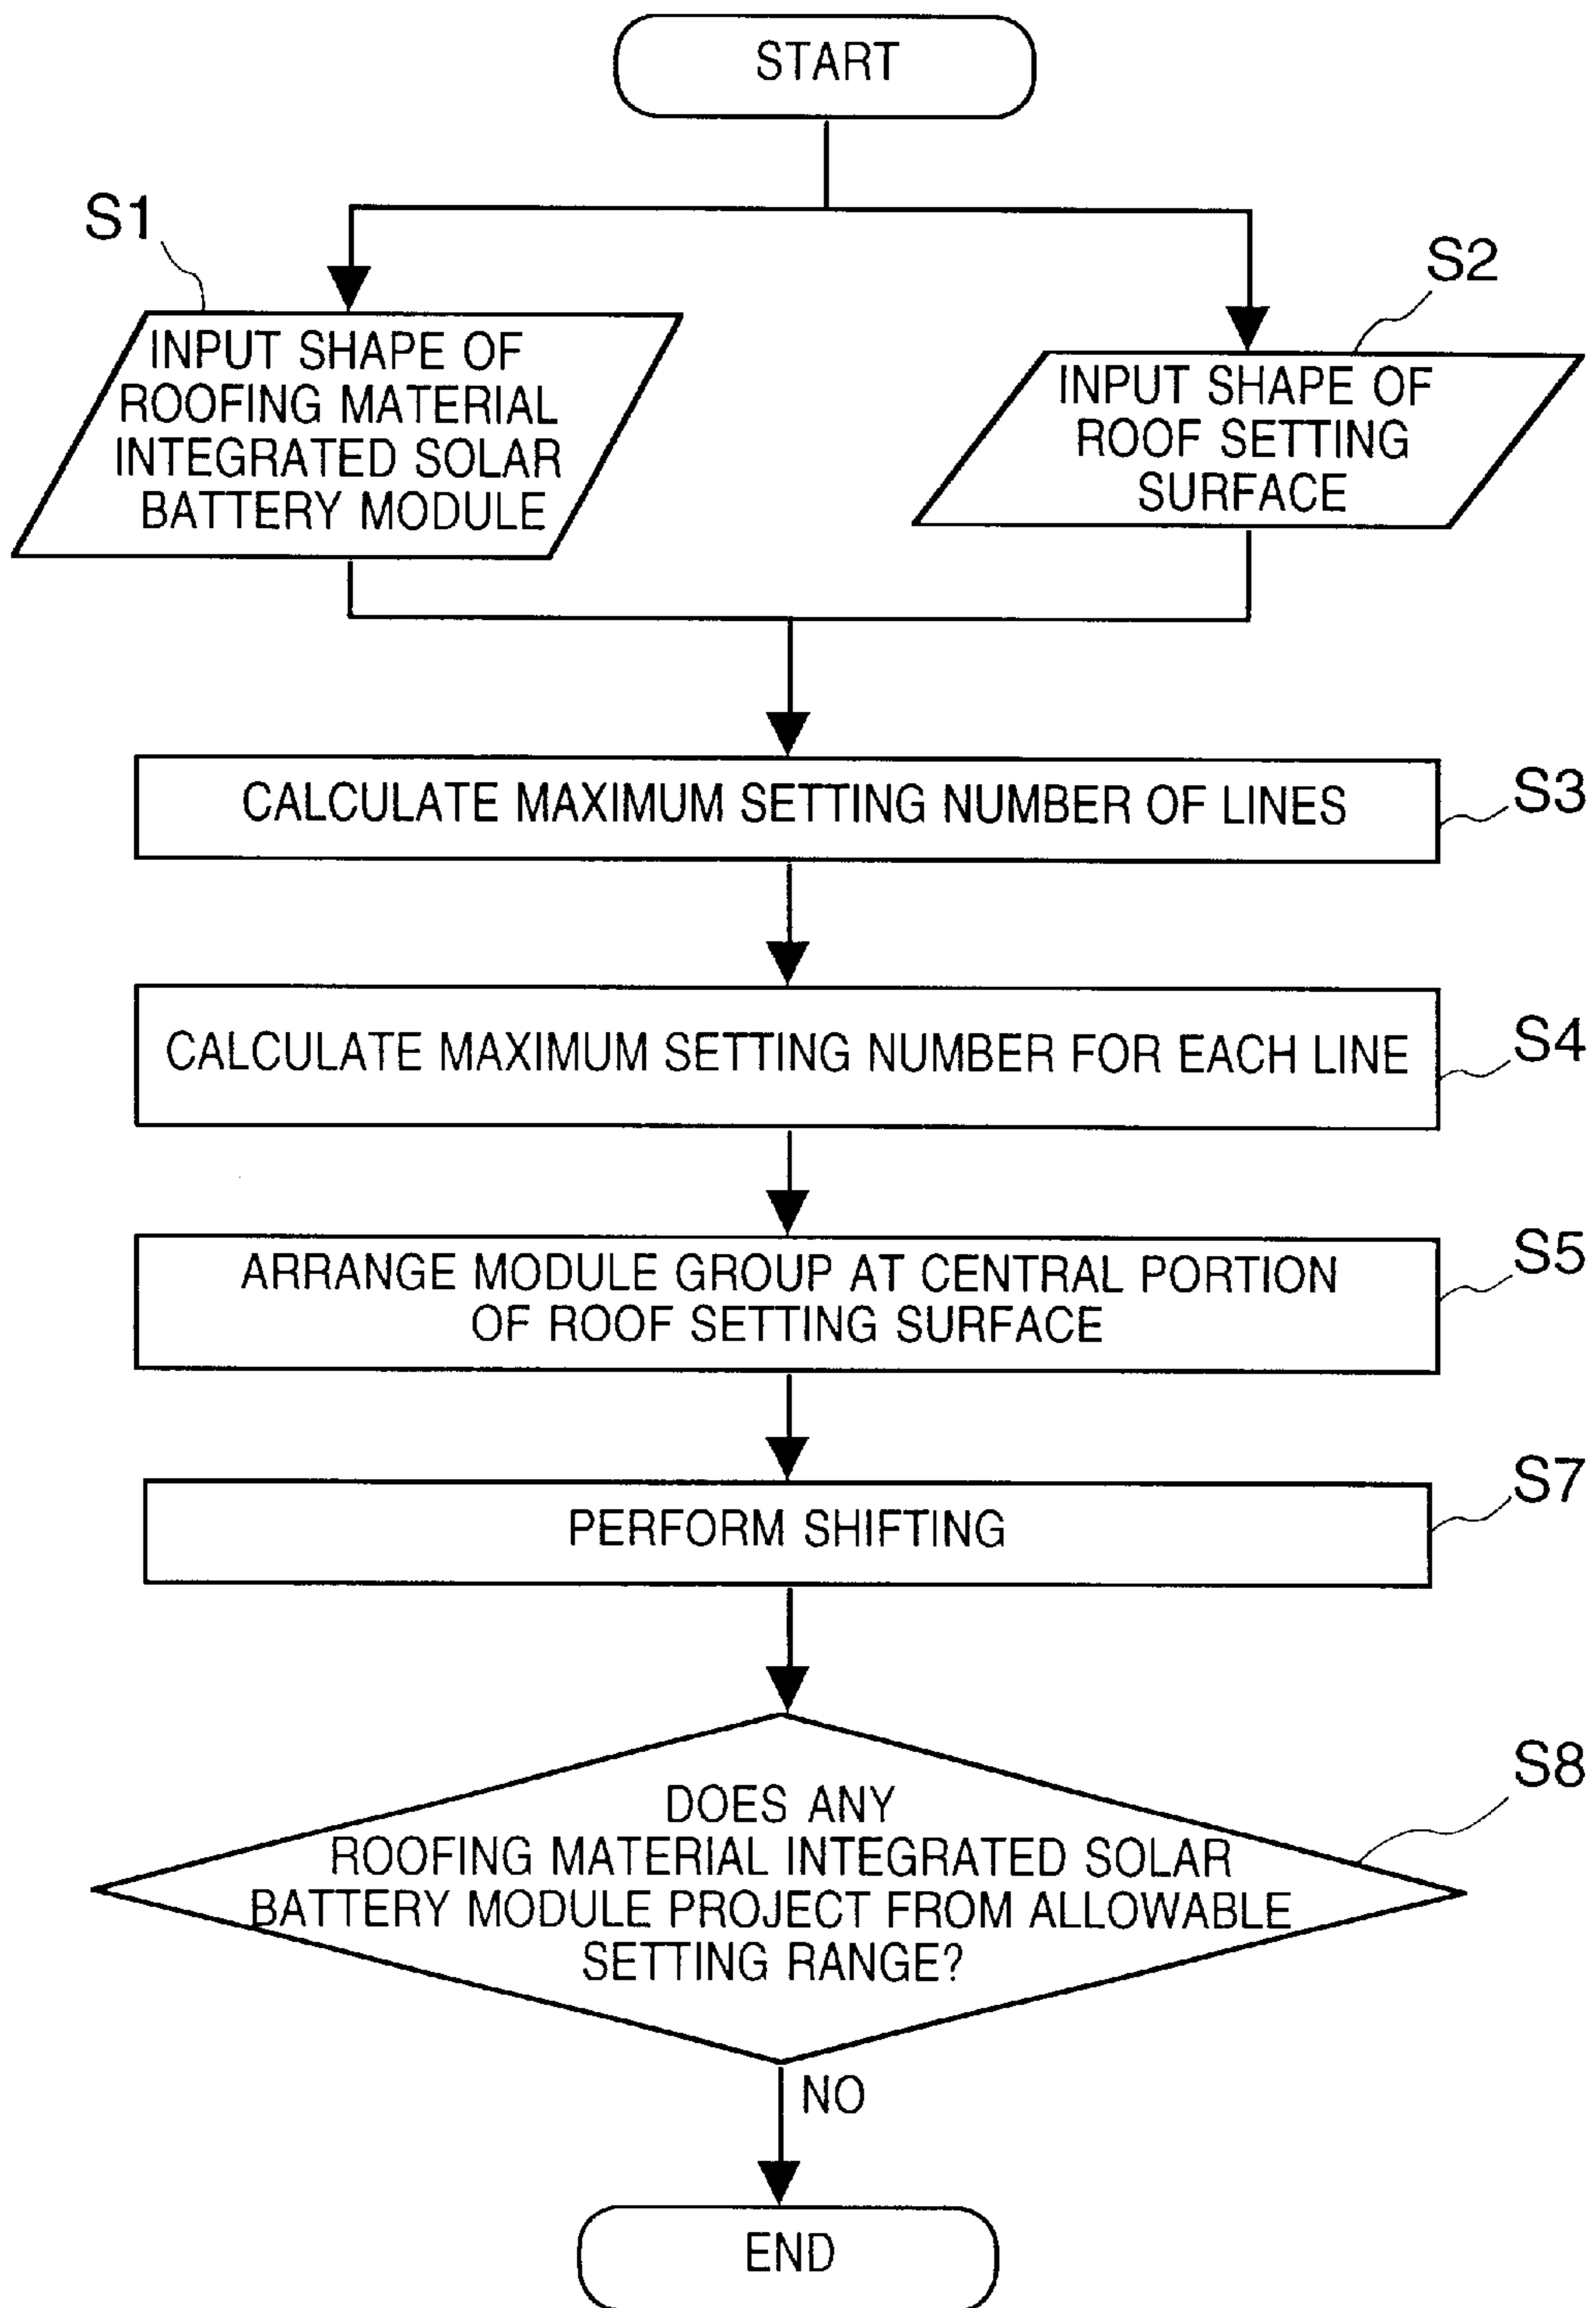 START
S1
S2
INPUT SHAPE OF
ROOFING MATERIAL
INTEGRATED SOLAR
BATTERY MODULE
INPUT SHAPE OF
ROOF SETTING
SURFACE
CALCULATE MAXIMUM SETTING NUMBER OF LINES
S3
CALCULATE MAXIMUM SETTING NUMBER FOR EACH LINE
S4
ARRANGE MODULE GROUP AT CENTRAL PORTION
OF ROOF SETTING SURFACE
S5
PERFORM SHIFTING
S7
DOES ANY
ROOFING MATERIAL INTEGRATED SOLAR
BATTERY MODULE PROJECT FROM ALLOWABLE
SETTING RANGE?
S8
NO
END